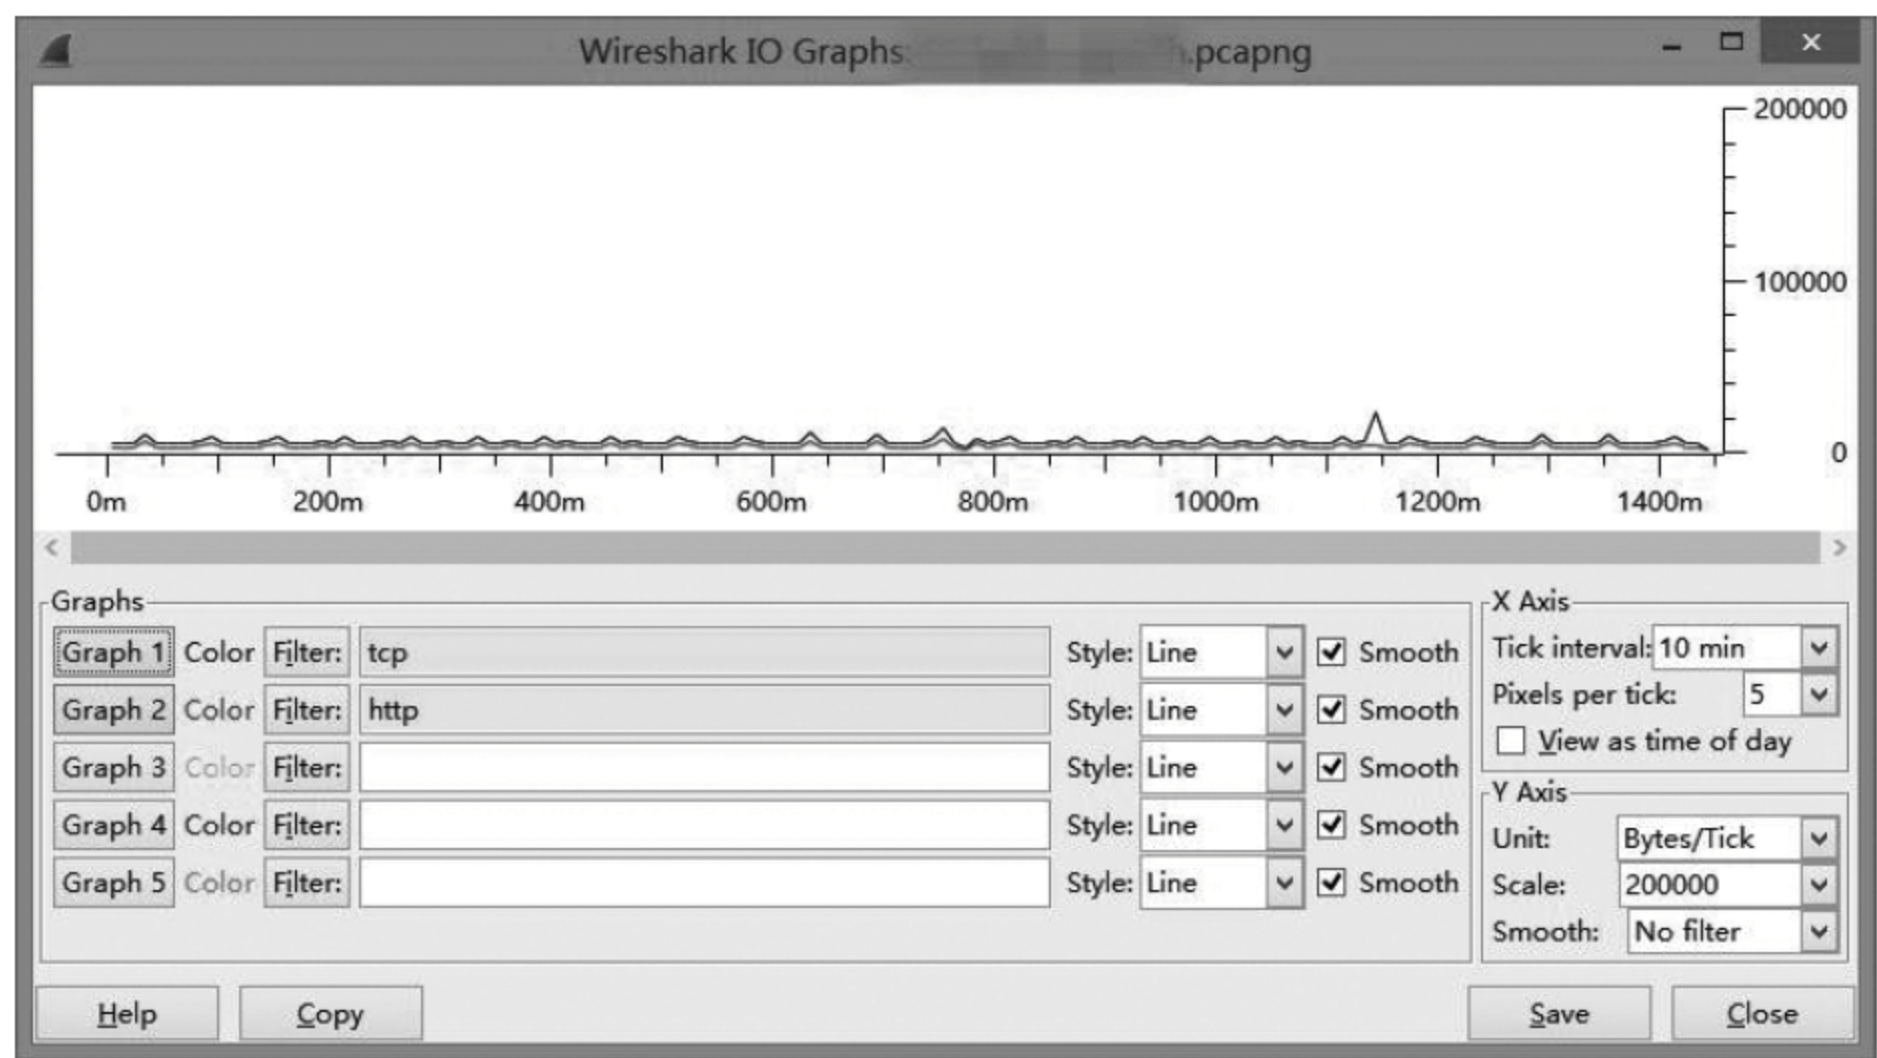 Wireshark IO Graphs: .pcapng
200000
100000
0
0m 200m 400m 600m 800m 1000m 1200m 1400m
Graphs
Graph 1 Color Filter: tcp Style: Line Smooth
Graph 2 Color Filter: http Style: Line Smooth
Graph 3 Color Filter: Style: Line Smooth
Graph 4 Color Filter: Style: Line Smooth
Graph 5 Color Filter: Style: Line Smooth
X Axis
Tick interval: 10 min
Pixels per tick: 5
View as time of day
Y Axis
Unit: Bytes/Tick
Scale: 200000
Smooth: No filter
Help Copy Save Close